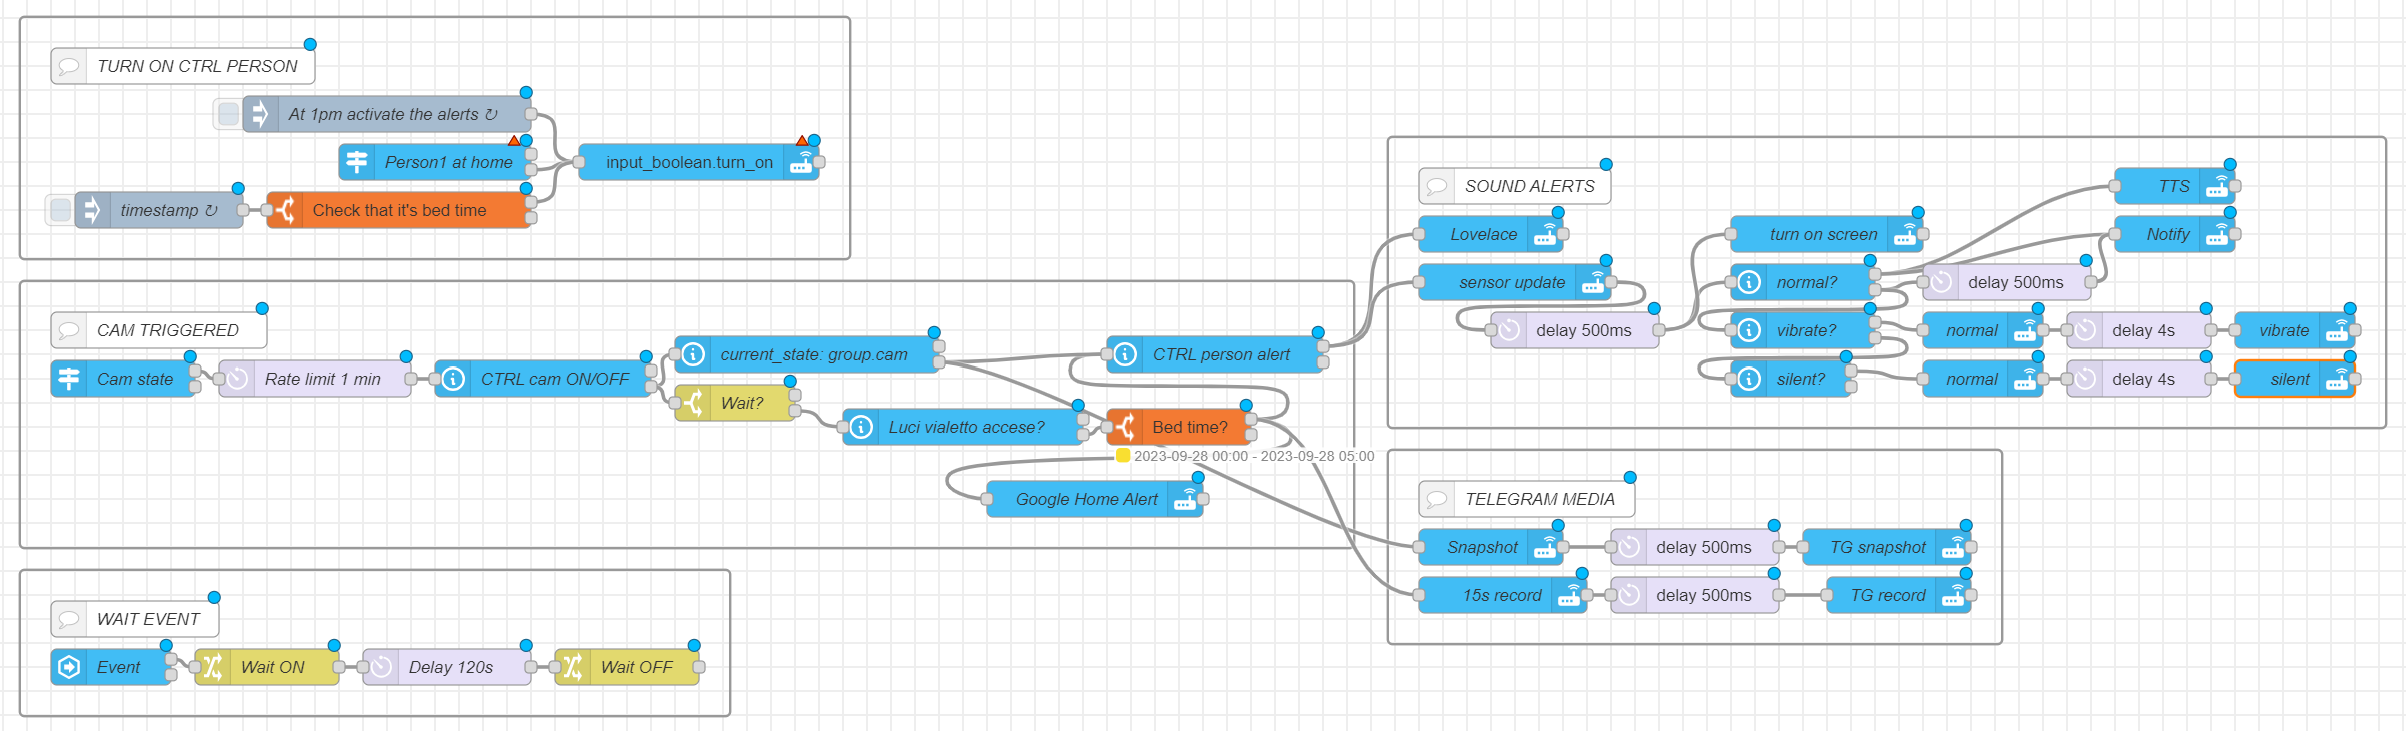 TURN ON CTRL PERSON
At 1pm activate the alerts ↻
Person1 at home
input_boolean.turn_on
timestamp ↻
Check that it's bed time
CAM TRIGGERED
Cam state
Rate limit 1 min
CTRL cam ON/OFF
current_state: group.cam
Wait?
Luci vialetto accese?
CTRL person alert
Bed time?
2023-09-28 00:00 - 2023-09-28 05:00
Google Home Alert
WAIT EVENT
Event
Wait ON
Delay 120s
Wait OFF
SOUND ALERTS
Lovelace
sensor update
delay 500ms
turn on screen
normal?
vibrate?
silent?
TTS
Notify
delay 500ms
normal
delay 4s
vibrate
normal
delay 4s
silent
TELEGRAM MEDIA
Snapshot
delay 500ms
TG snapshot
15s record
delay 500ms
TG record